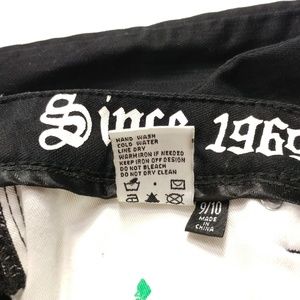 Since 1969
HAND WASH
COLD WATER
LINE DRY
WARM IRON IF NEEDED
KEEP IRON OFF DESIGN
DO NOT BLEACH
DO NOT DRY CLEAN
9/10
MADE
IN
CHINA